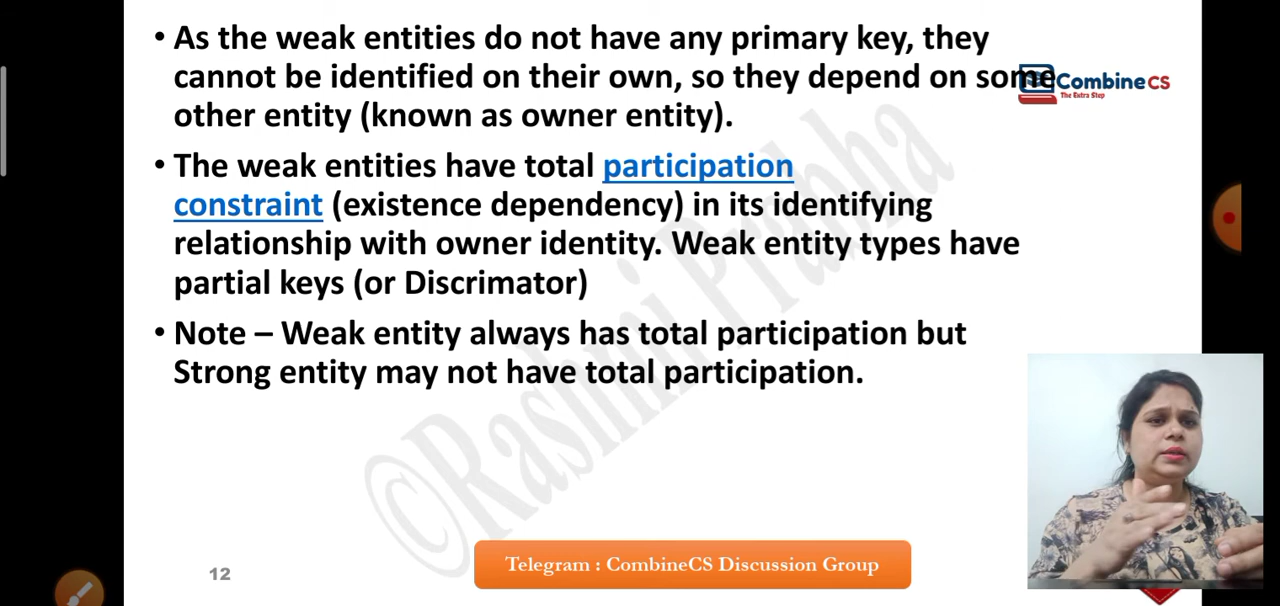 • As the weak entities do not have any primary key, they
cannot be identified on their own, so they depend on some
other entity (known as owner entity).
CombineCS
The Extra Step
• The weak entities have total participation
constraint (existence dependency) in its identifying
relationship with owner identity. Weak entity types have
partial keys (or Discrimator)
• Note – Weak entity always has total participation but
Strong entity may not have total participation.
©Rashmi Prabha
12
Telegram : CombineCS Discussion Group